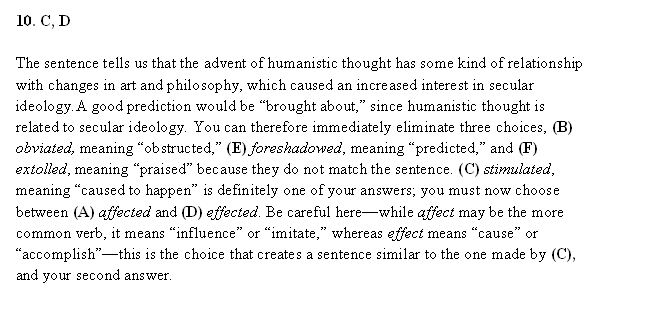 10. C, D
The sentence tells us that the advent of humanistic thought has some kind of relationship
with changes in art and philosophy, which caused an increased interest in secular
ideology. A good prediction would be “brought about,” since humanistic thought is
related to secular ideology. You can therefore immediately eliminate three choices, (B)
obviated, meaning “obstructed,” (E) foreshadowed, meaning “predicted,” and (F)
extolled, meaning “praised” because they do not match the sentence. (C) stimulated,
meaning “caused to happen” is definitely one of your answers; you must now choose
between (A) affected and (D) effected. Be careful here—while affect may be the more
common verb, it means “influence” or “imitate,” whereas effect means “cause” or
“accomplish”—this is the choice that creates a sentence similar to the one made by (C),
and your second answer.